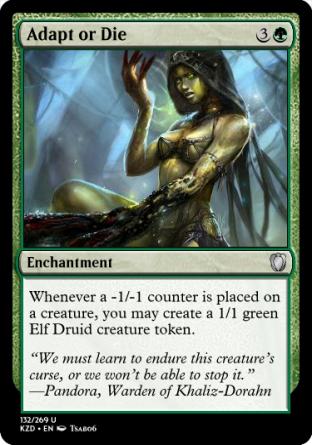 Adapt or Die 3
Enchantment
Whenever a -1/-1 counter is placed on
a creature, you may create a 1/1 green
Elf Druid creature token.
“We must learn to endure this creature's
curse, or we won't be able to stop it.”
—Pandora, Warden of Khaliz-Dorahn
132/269 U
KZD • EN Tsabo6